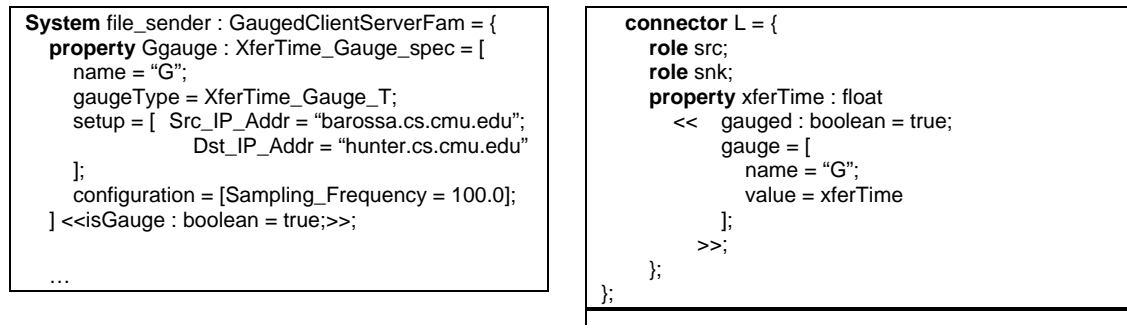 System file_sender : GaugedClientServerFam = {
property Ggauge : XferTime_Gauge_spec = [
name = “G”;
gaugeType = XferTime_Gauge_T;
setup = [ Src_IP_Addr = “barossa.cs.cmu.edu”;
Dst_IP_Addr = “hunter.cs.cmu.edu”
];
configuration = [Sampling_Frequency = 100.0];
] <<isGauge : boolean = true;>>;
…
connector L = {
role src;
role snk;
property xferTime : float
<< gauged : boolean = true;
gauge = [
name = “G”;
value = xferTime
];
>>;
};
};